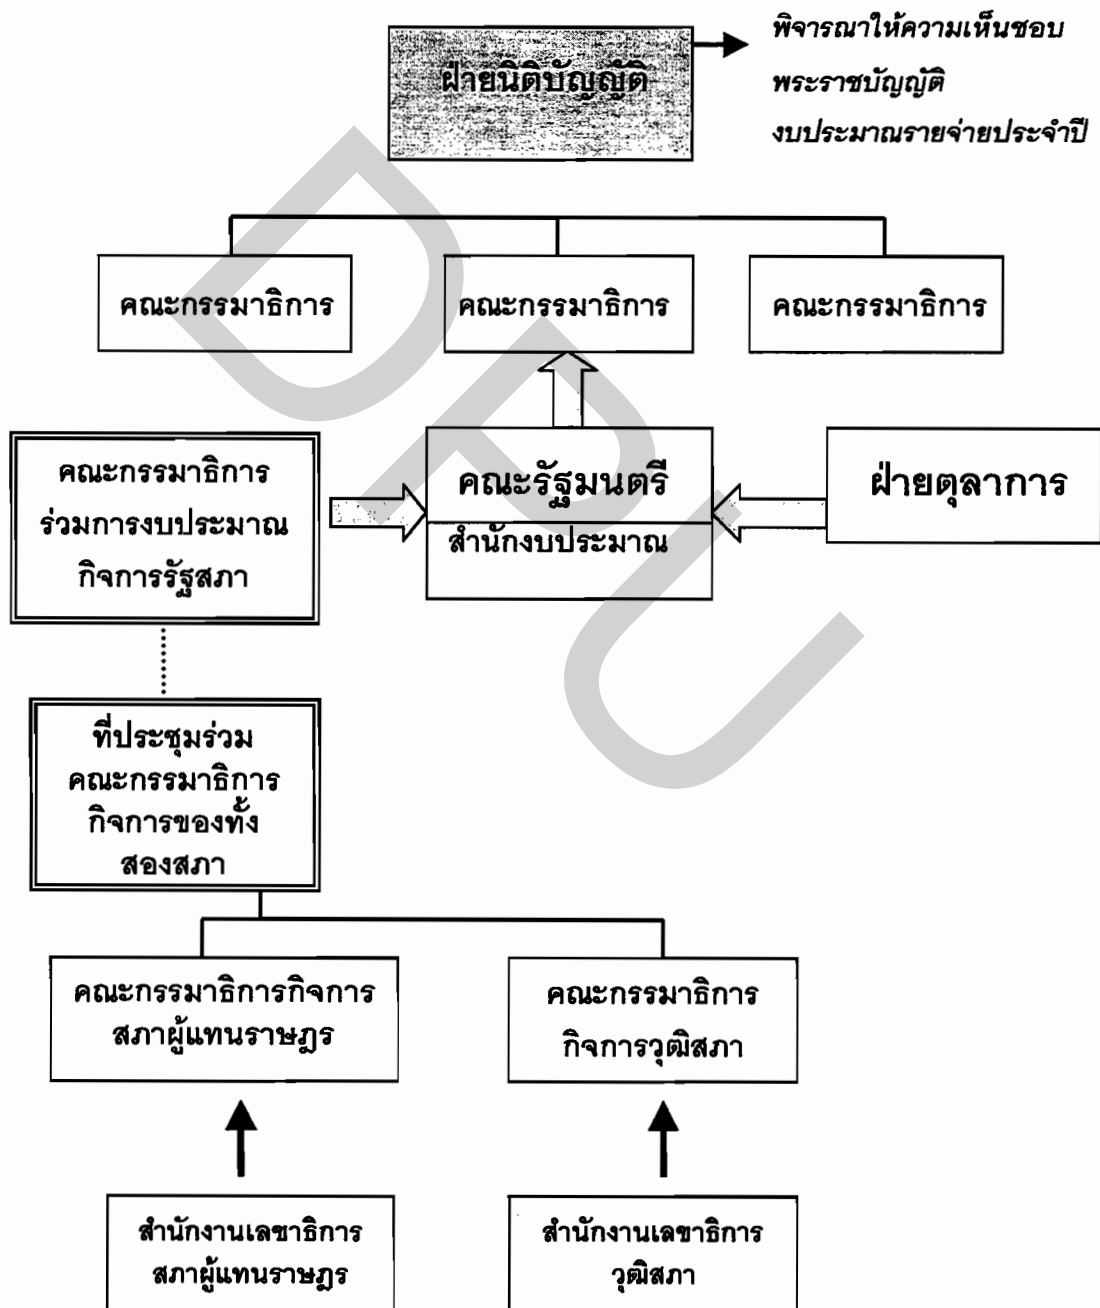 ฝ่ายนิติบัญญัติ
พิจารณาให้ความเห็นชอบ
พระราชบัญญัติ
งบประมาณรายจ่ายประจำปี
คณะกรรมาธิการ
คณะกรรมาธิการ
คณะกรรมาธิการ
คณะกรรมาธิการ
ร่วมการงบประมาณ
กิจการรัฐสภา
คณะรัฐมนตรี
สำนักงบประมาณ
ฝ่ายตุลาการ
ที่ประชุมร่วม
คณะกรรมาธิการ
กิจการของทั้ง
สองสภา
คณะกรรมาธิการกิจการ
สภาผู้แทนราษฎร
คณะกรรมาธิการ
กิจการวุฒิสภา
สำนักงานเลขาธิการ
สภาผู้แทนราษฎร
สำนักงานเลขาธิการ
วุฒิสภา
DPU